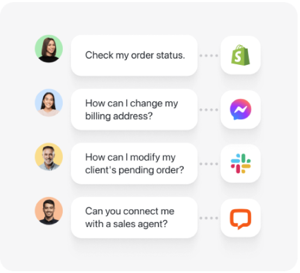 Check my order status.
How can I change my
billing address?
How can I modify my
client's pending order?
Can you connect me
with a sales agent?